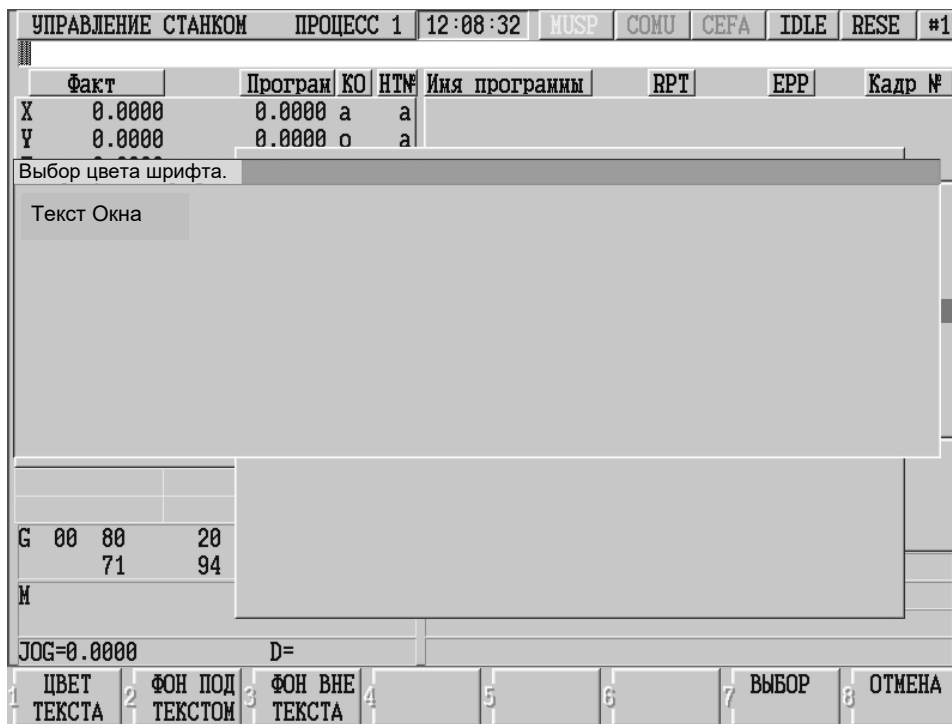 УПРАВЛЕНИЕ СТАНКОМ ПРОЦЕСС 1 12:08:32 MUSP COMU CEFA IDLE RESE #1
Факт Програм КО НТ№ Имя программы RPT EPP Кадр №
X 0.0000 0.0000 а а
Y 0.0000 о а
Выбор цвета шрифта.
Текст Окна
G 00 80 20
71 94
M
JOG=0.0000 D=
1 ЦВЕТ ТЕКСТА 2 ФОН ПОД ТЕКСТОМ 3 ФОН ВНЕ ТЕКСТА 4 5 6 7 ВЫБОР 8 ОТМЕНА